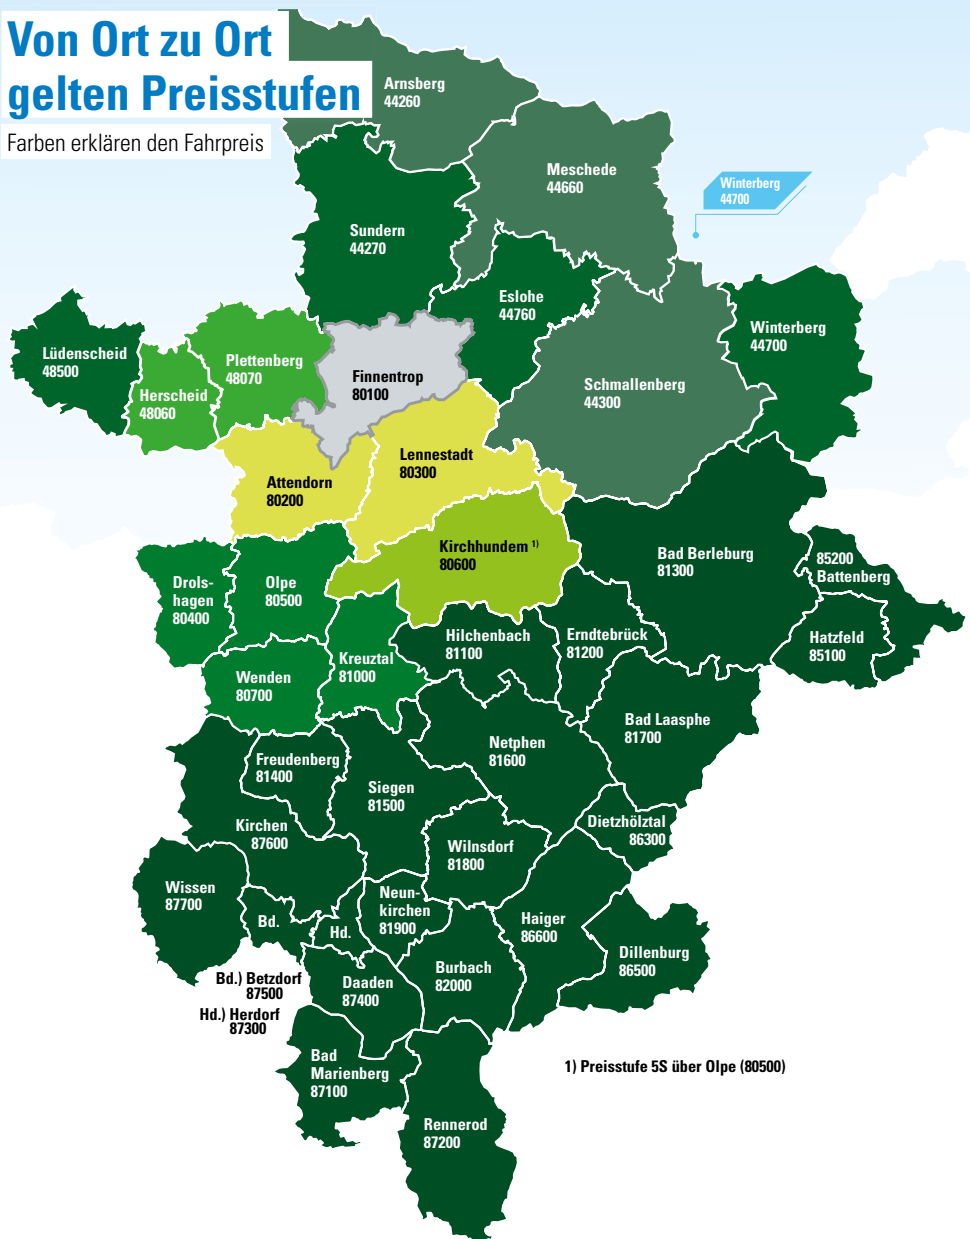 Von Ort zu Ort
gelten Preisstufen
Farben erklären den Fahrpreis
Arnsberg
44260
Meschede
44660
Winterberg
44700
Sundern
44270
Eslohe
44760
Winterberg
44700
Lüdenscheid
48500
Plettenberg
48070
Herscheid
48060
Finnentrop
80100
Schmallenberg
44300
Lennestadt
80300
Attendorn
80200
Kirchhundem 1)
80600
Bad Berleburg
81300
85200
Battenberg
Drols-
hagen
80400
Olpe
80500
Hilchenbach
81100
Erndtebrück
81200
Hatzfeld
85100
Kreuztal
81000
Wenden
80700
Bad Laasphe
81700
Netphen
81600
Freudenberg
81400
Siegen
81500
Dietzhölztal
86300
Kirchen
87600
Wilnsdorf
81800
Wissen
87700
Neun-
kirchen
81900
Haiger
86600
Bd.
Hd.
Dillenburg
86500
Bd.) Betzdorf
87500
Daaden
87400
Burbach
82000
Hd.) Herdorf
87300
Bad
Marienberg
87100
1) Preisstufe 5S über Olpe (80500)
Rennerod
87200